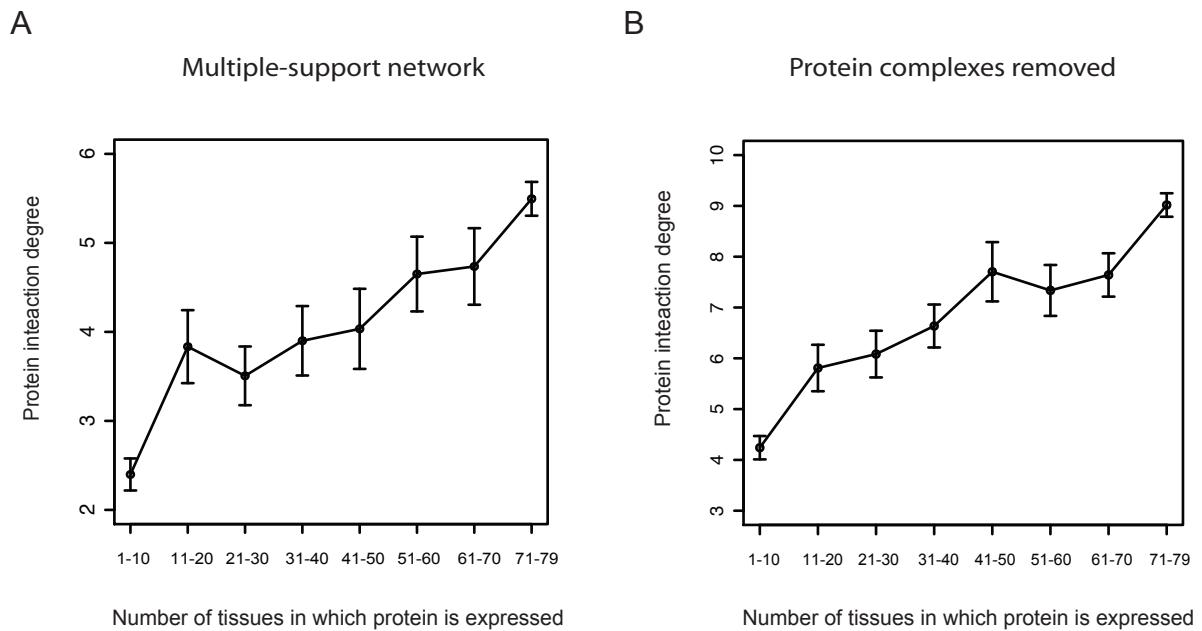 A
Multiple-support network
Protein inteaction degree
6
5
4
3
2
1-10 11-20 21-30 31-40 41-50 51-60 61-70 71-79
Number of tissues in which protein is expressed
B
Protein complexes removed
Protein inteaction degree
10
9
8
7
6
5
4
3
1-10 11-20 21-30 31-40 41-50 51-60 61-70 71-79
Number of tissues in which protein is expressed